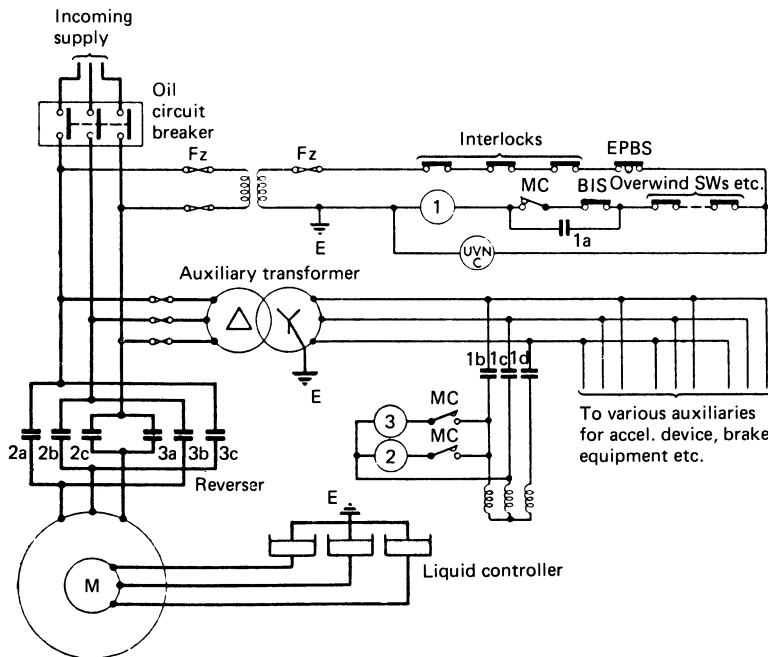 Incoming
supply
Oil
circuit
breaker
Fz
Fz
Interlocks
EPBS
1
MC
BIS
Overwind SWs etc.
1a
E
UVN
C
Auxiliary transformer
E
1b
1c
1d
3
MC
2
MC
To various auxiliaries
for accel. device, brake
equipment etc.
2a
2b
2c
3a
3b
3c
Reverser
E
M
Liquid controller